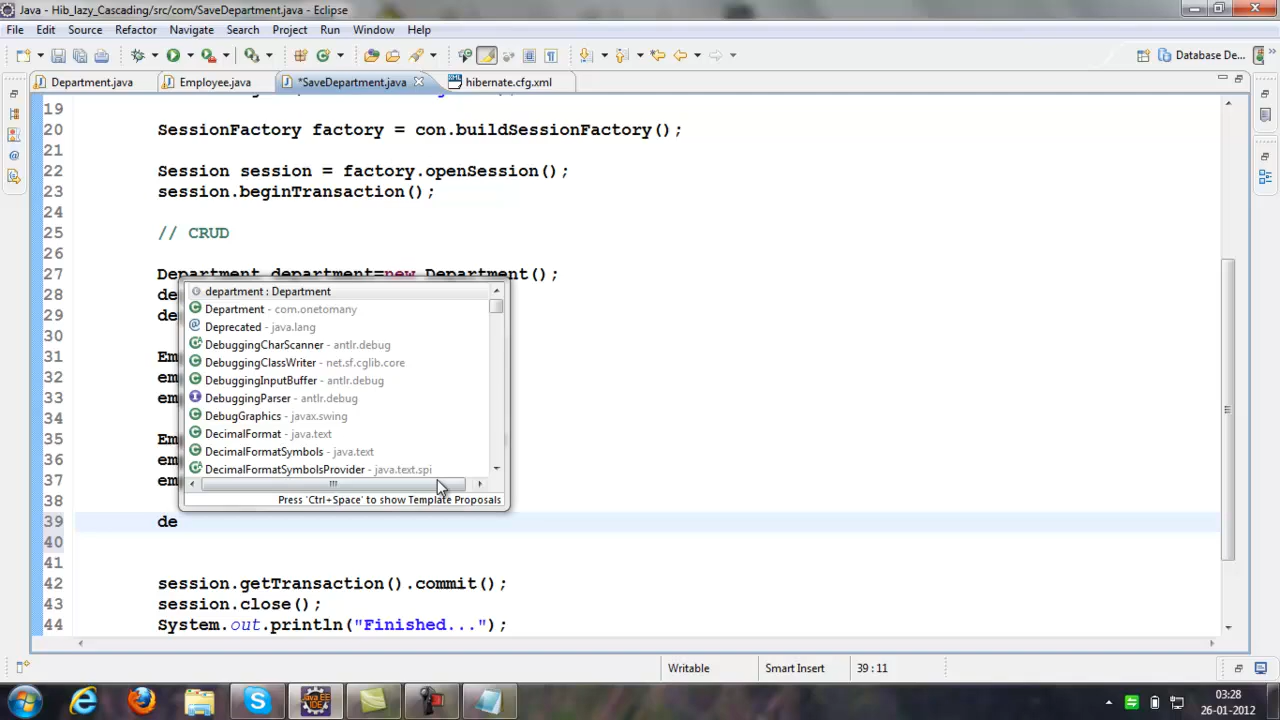 Java - Hib_lazy_Cascading/src/com/SaveDepartment.java - Eclipse
File Edit Source Refactor Navigate Search Project Run Window Help
Database De...
Department.java Employee.java *SaveDepartment.java hibernate.cfg.xml
19
20 SessionFactory factory = con.buildSessionFactory();
21
22 Session session = factory.openSession();
23 session.beginTransaction();
24
25 // CRUD
26
27 Department department=new Department();
28 de
29 de
30
31 Em
32 em
33 em
34
35 Em
36 em
37 em
38
39 de
40
41
42 session.getTransaction().commit();
43 session.close();
44 System.out.println("Finished...");
department : Department
Department - com.onetomany
Deprecated - java.lang
DebuggingCharScanner - antlr.debug
DebuggingClassWriter - net.sf.cglib.core
DebuggingInputBuffer - antlr.debug
DebuggingParser - antlr.debug
DebugGraphics - javax.swing
DecimalFormat - java.text
DecimalFormatSymbols - java.text
DecimalFormatSymbolsProvider - java.text.spi
Press 'Ctrl+Space' to show Template Proposals
Writable Smart Insert 39 : 11
03:28
26-01-2012